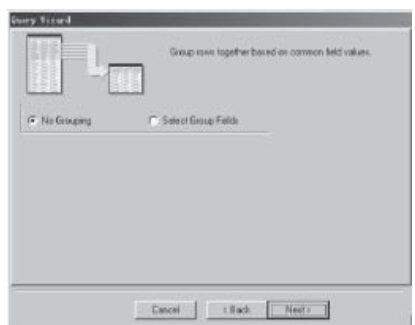 Query Wizard
Group rows together based on common field values.
No Grouping
Select Group Fields
Cancel
< Back
Next >